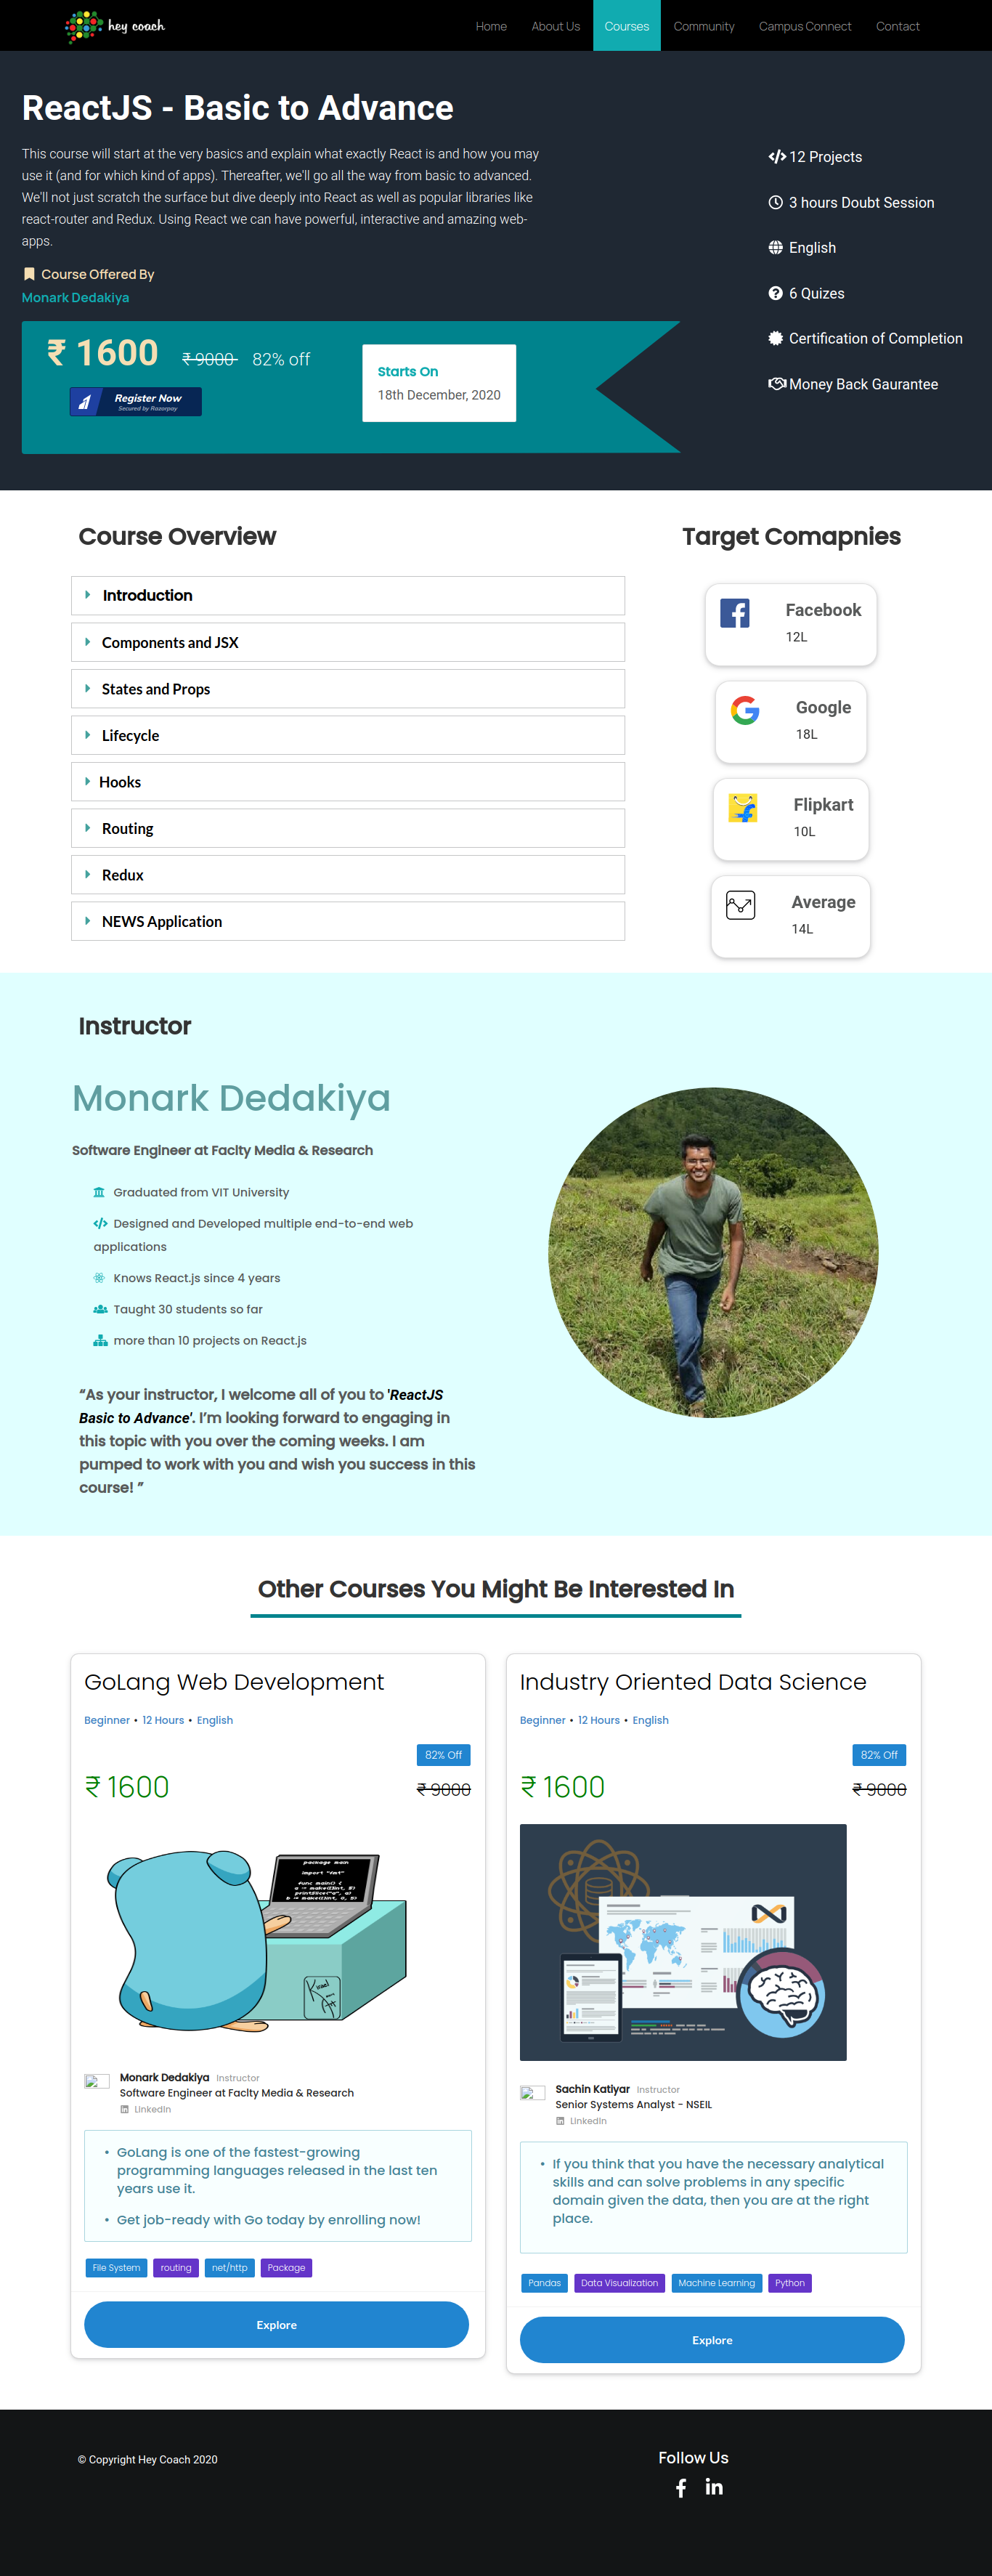 hey coach
Home About Us Courses Community Campus Connect Contact
ReactJS - Basic to Advance
This course will start at the very basics and explain what exactly React is and how you may
use it (and for which kind of apps). Thereafter, we'll go all the way from basic to advanced.
We'll not just scratch the surface but dive deeply into React as well as popular libraries like
react-router and Redux. Using React we can have powerful, interactive and amazing web-
apps.
Course Offered By
Monark Dedakiya
₹ 1600 ₹ 9000 82% off
Register Now
Secured by Razorpay
Starts On
18th December, 2020
12 Projects
3 hours Doubt Session
English
6 Quizes
Certification of Completion
Money Back Gaurantee
Course Overview
Introduction
Components and JSX
States and Props
Lifecycle
Hooks
Routing
Redux
NEWS Application
Target Comapnies
Facebook
12L
Google
18L
Flipkart
10L
Average
14L
Instructor
Monark Dedakiya
Software Engineer at Faclty Media & Research
Graduated from VIT University
Designed and Developed multiple end-to-end web
applications
Knows React.js since 4 years
Taught 30 students so far
more than 10 projects on React.js
“As your instructor, I welcome all of you to 'ReactJS
Basic to Advance'. I’m looking forward to engaging in
this topic with you over the coming weeks. I am
pumped to work with you and wish you success in this
course! ”
Other Courses You Might Be Interested In
GoLang Web Development
Beginner • 12 Hours • English
82% Off
₹ 1600 ₹ 9000
package main
import "fmt"
func main() {
Monark Dedakiya Instructor
Software Engineer at Faclty Media & Research
LinkedIn
• GoLang is one of the fastest-growing
programming languages released in the last ten
years use it.
• Get job-ready with Go today by enrolling now!
File System routing net/http Package
Explore
Industry Oriented Data Science
Beginner • 12 Hours • English
82% Off
₹ 1600 ₹ 9000
Sachin Katiyar Instructor
Senior Systems Analyst - NSEIL
LinkedIn
• If you think that you have the necessary analytical
skills and can solve problems in any specific
domain given the data, then you are at the right
place.
Pandas Data Visualization Machine Learning Python
Explore
© Copyright Hey Coach 2020
Follow Us